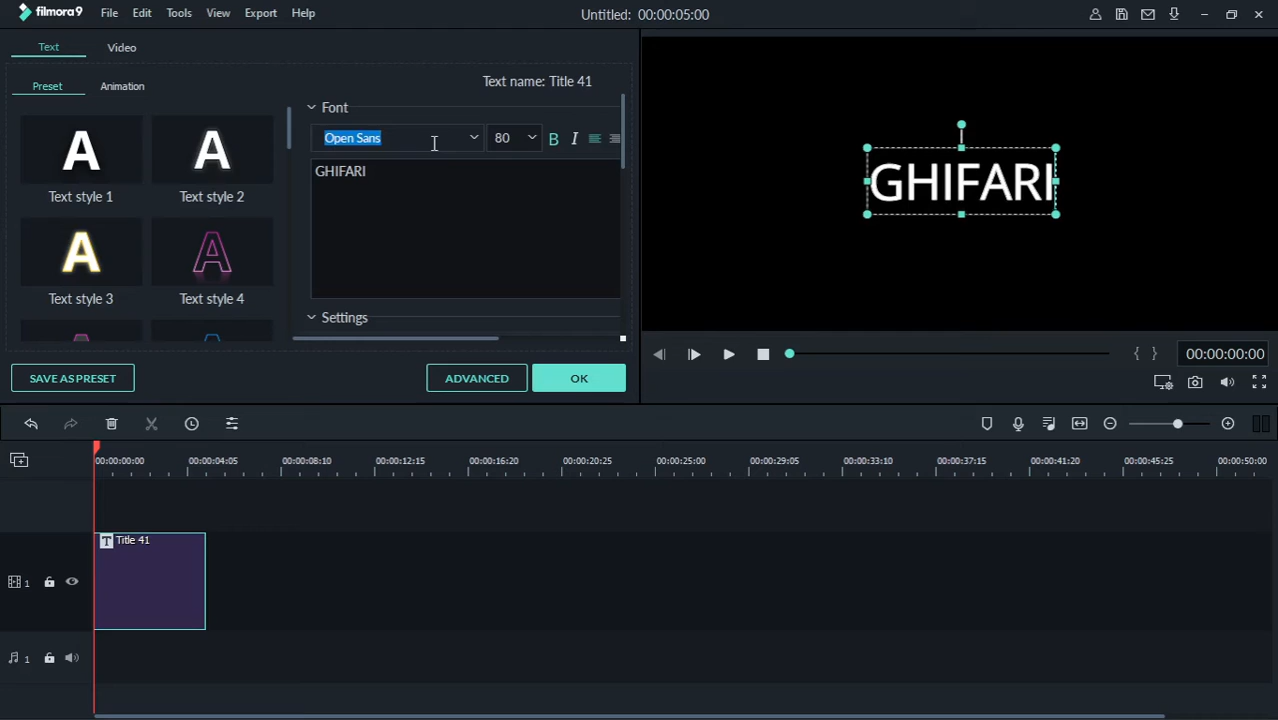 filmora9 File Edit Tools View Export Help Untitled: 00:00:05:00
Text Video
Text name: Title 41
Preset Animation
Font
Open Sans 80 B I
GHIFARI
A A
Text style 1 Text style 2
A A
Text style 3 Text style 4
Settings
SAVE AS PRESET ADVANCED OK
GHIFARI
{ } 00:00:00:00
00:00:00:00 00:00:04:05 00:00:08:10 00:00:12:15 00:00:16:20 00:00:20:25 00:00:25:00 00:00:29:05 00:00:33:10 00:00:37:15 00:00:41:20 00:00:45:25 00:00:50:00
T Title 41
1
1